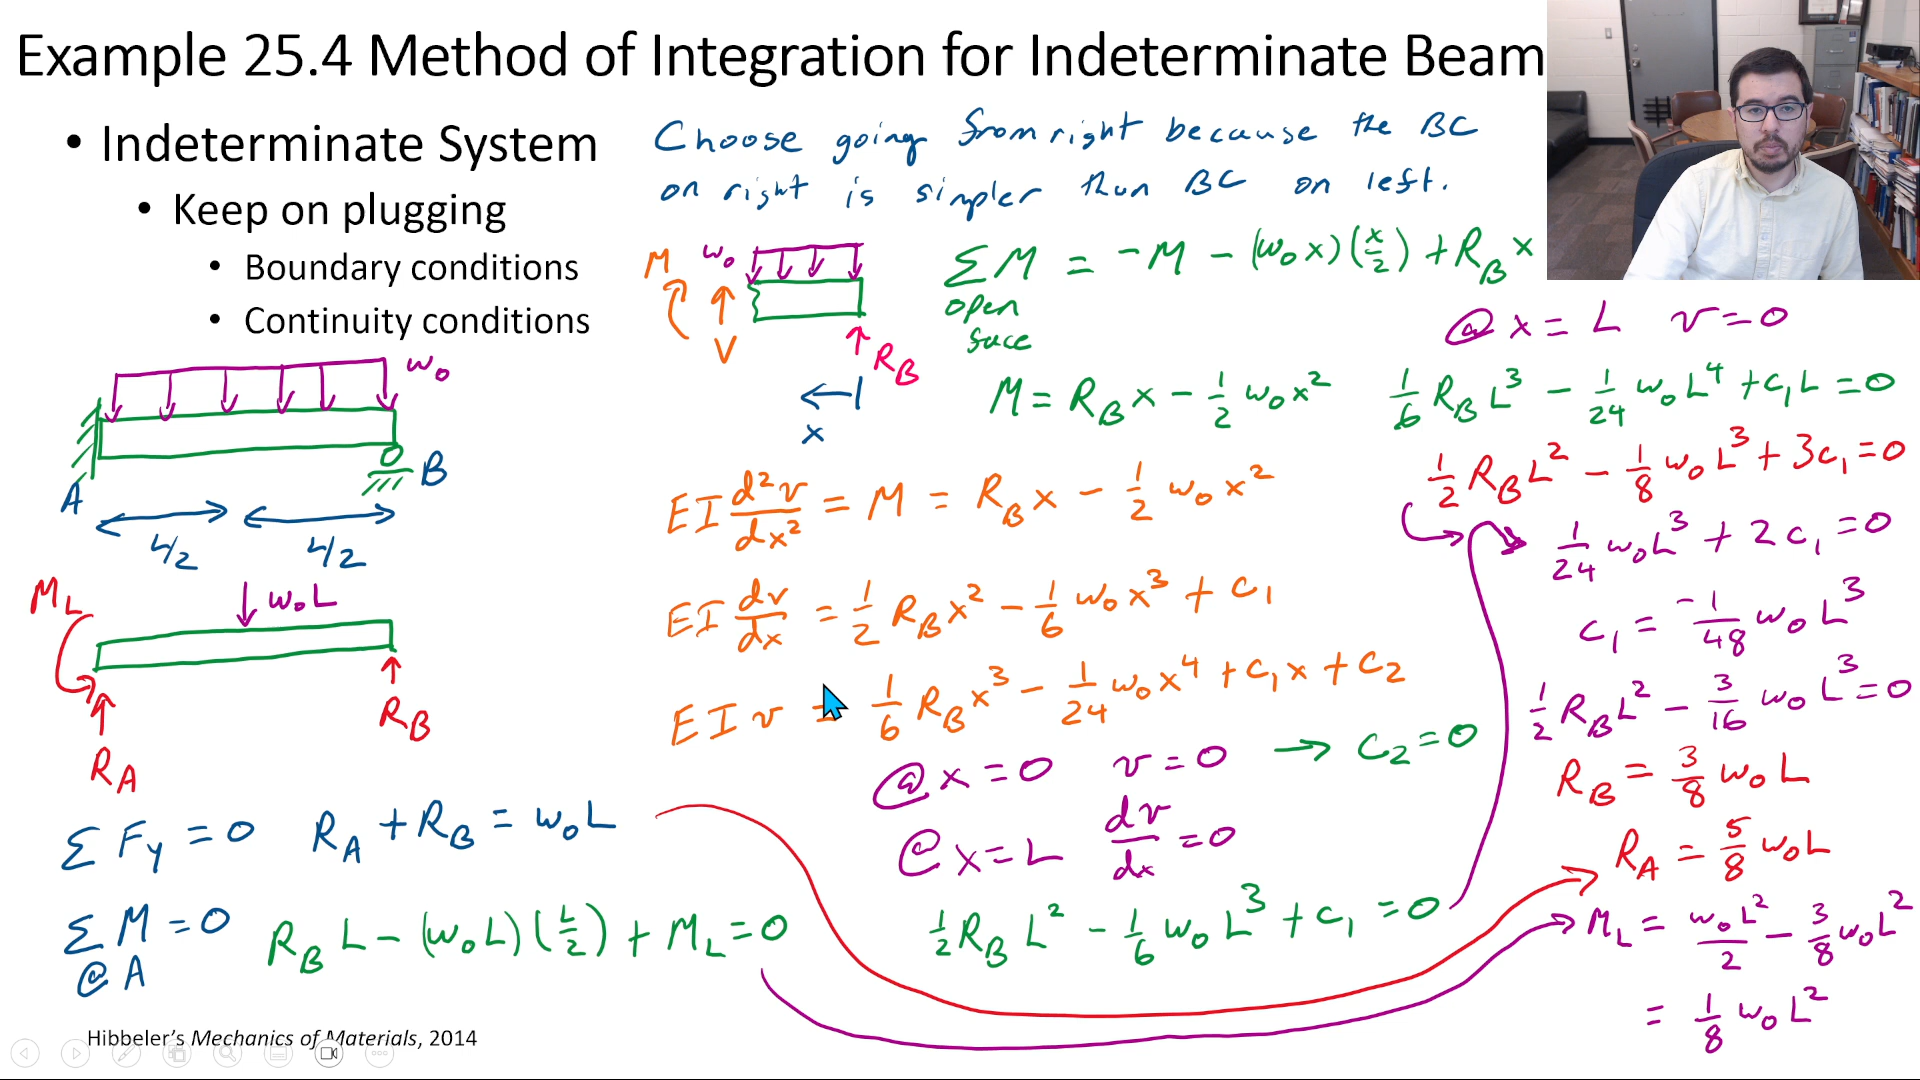 Example 25.4 Method of Integration for Indeterminate Beam
• Indeterminate System
• Keep on plugging
• Boundary conditions
• Continuity conditions
w₀
A
B
L/2
L/2
M_L
w₀L
R_A
R_B
ΣF_y = 0   R_A + R_B = w₀L
ΣM = 0   R_B L − (w₀L)(L/2) + M_L = 0
@ A
Hibbeler's Mechanics of Materials, 2014
Choose going from right because the BC
on right is simpler than BC on left.
M
w₀
V
R_B
x
ΣM = −M − (w₀x)(x/2) + R_B x
open
face
M = R_B x − 1/2 w₀x²
EI d²v/dx² = M = R_B x − 1/2 w₀x²
EI dv/dx = 1/2 R_B x² − 1/6 w₀x³ + c₁
EI v = 1/6 R_B x³ − 1/24 w₀x⁴ + c₁x + c₂
@ x = 0   v = 0   → c₂ = 0
@ x = L   dv/dx = 0
1/2 R_B L² − 1/6 w₀L³ + c₁ = 0
@ x = L   v = 0
1/6 R_B L³ − 1/24 w₀L⁴ + c₁L = 0
1/2 R_B L² − 1/8 w₀L³ + 3c₁ = 0
1/24 w₀L³ + 2c₁ = 0
c₁ = −1/48 w₀L³
1/2 R_B L² − 3/16 w₀L³ = 0
R_B = 3/8 w₀L
R_A = 5/8 w₀L
M_L = w₀L²/2 − 3/8 w₀L²
= 1/8 w₀L²